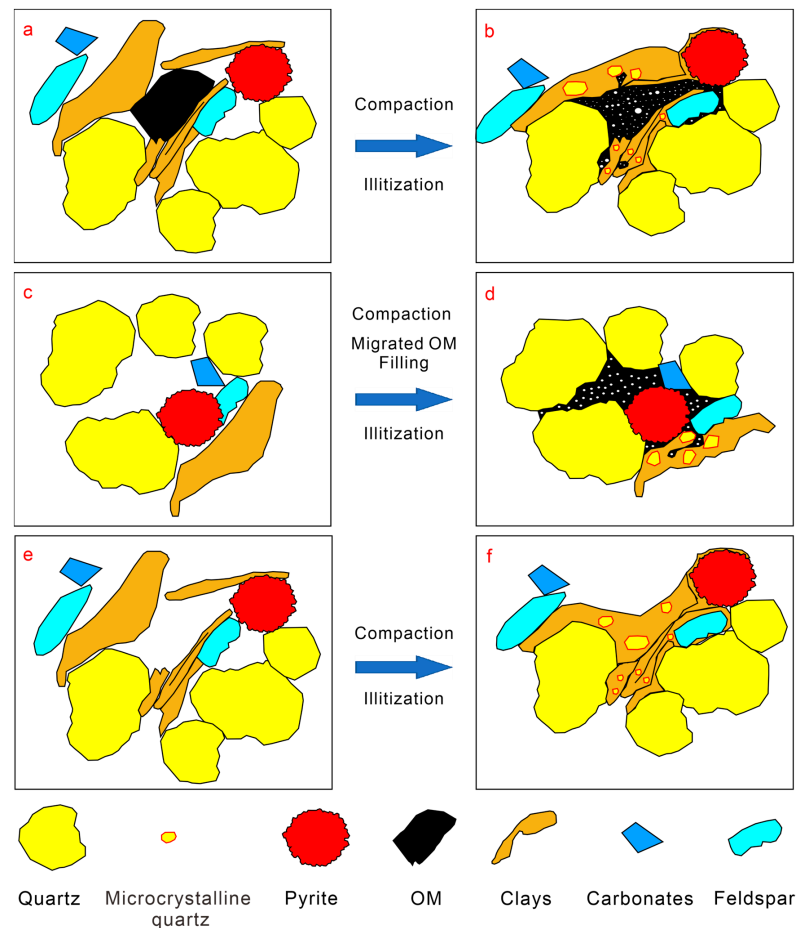 a
b
Compaction
Illitization
c
d
Compaction
Migrated OM
Filling
Illitization
e
f
Compaction
Illitization
Quartz
Microcrystalline
quartz
Pyrite
OM
Clays
Carbonates
Feldspar